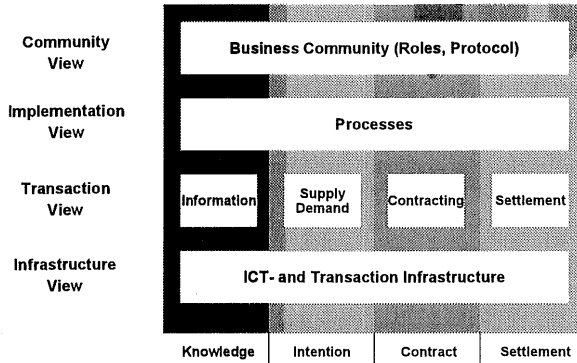 Community
View
Business Community (Roles, Protocol)
Implementation
View
Processes
Transaction
View
Information
Supply
Demand
Contracting
Settlement
Infrastructure
View
ICT- and Transaction Infrastructure
Knowledge
Intention
Contract
Settlement